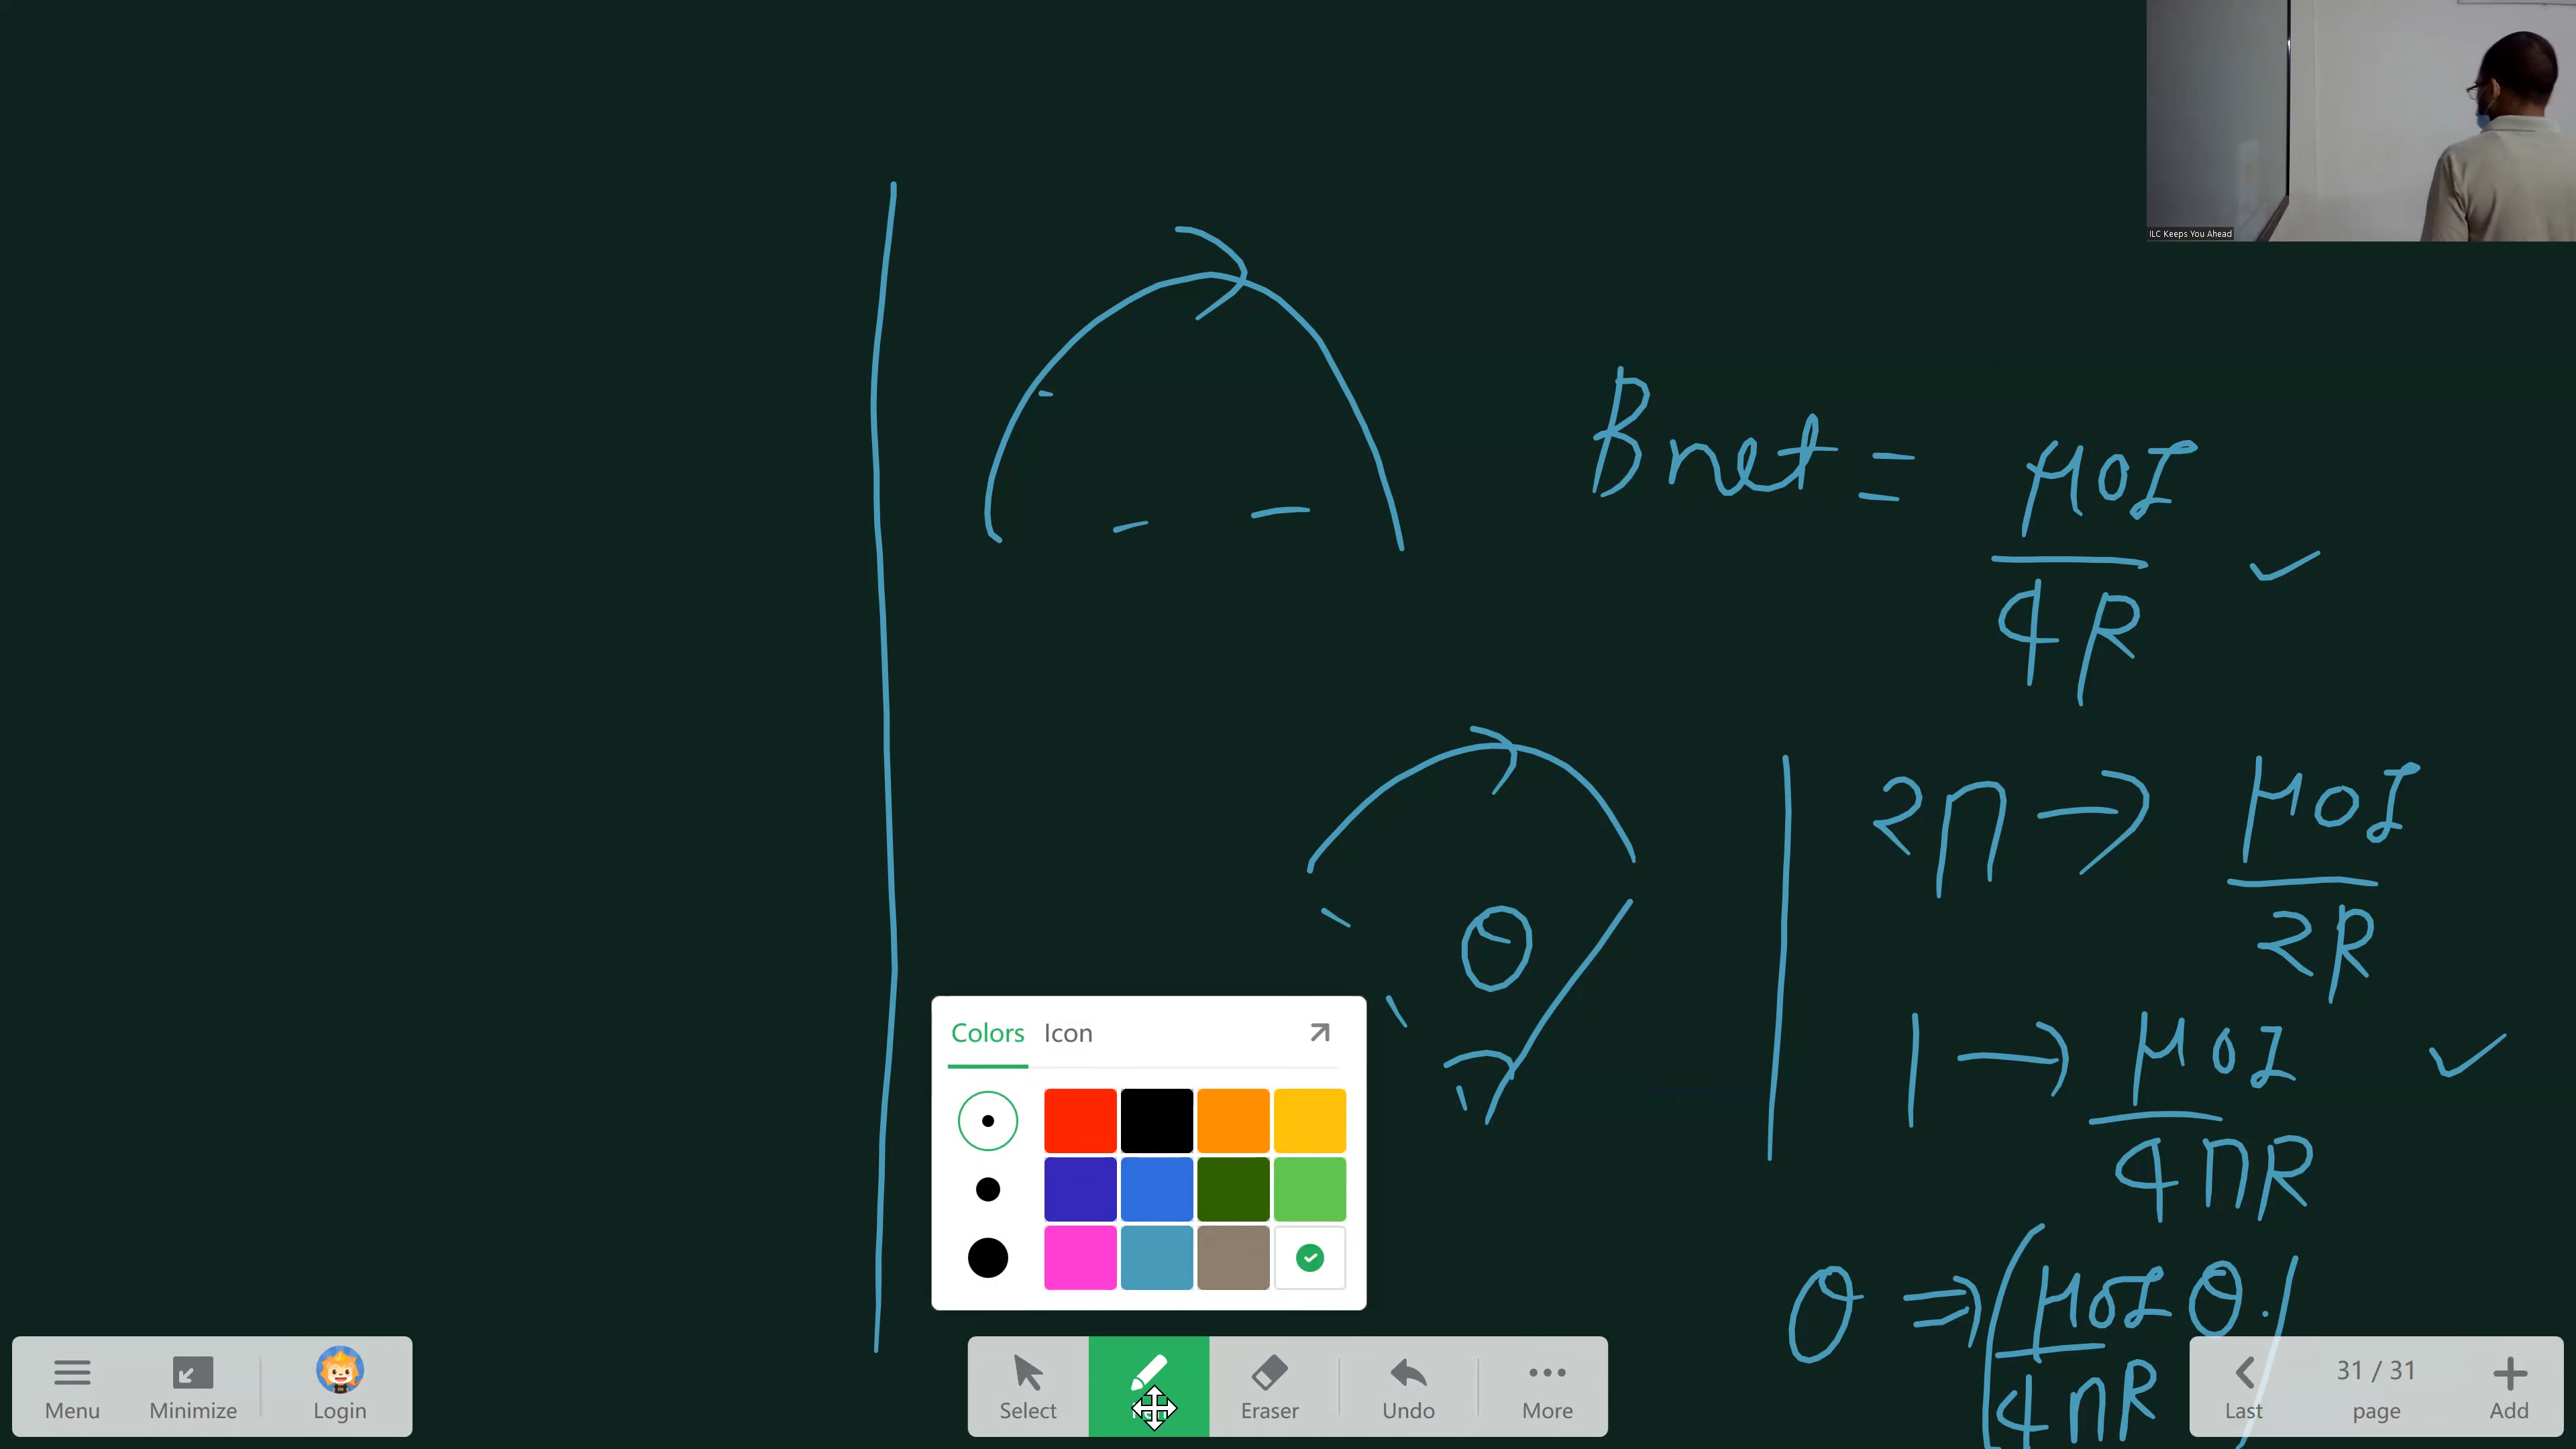 ILC Keeps You Ahead
Bnet = μ0I
4R ✓
θ
2π → μ0I
2R
1 → μ0I ✓
4πR
θ ⇒ (μ0I θ.)
4πR
Colors Icon
Menu Minimize Login
Select Eraser Undo More
Last 31 / 31 page Add